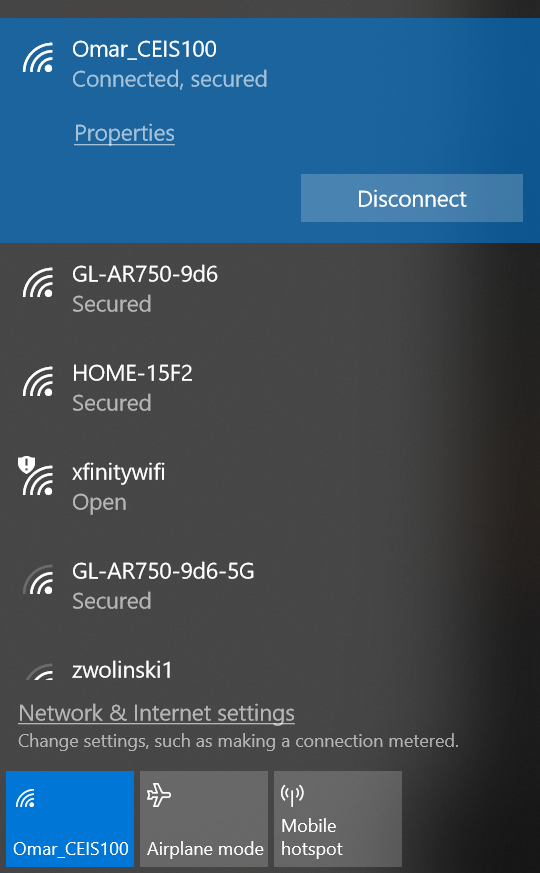 Omar_CEIS100
Connected, secured
Properties
Disconnect
GL-AR750-9d6
Secured
HOME-15F2
Secured
xfinitywifi
Open
GL-AR750-9d6-5G
Secured
zwolinski1
Network & Internet settings
Change settings, such as making a connection metered.
Omar_CEIS100
Airplane mode
Mobile
hotspot